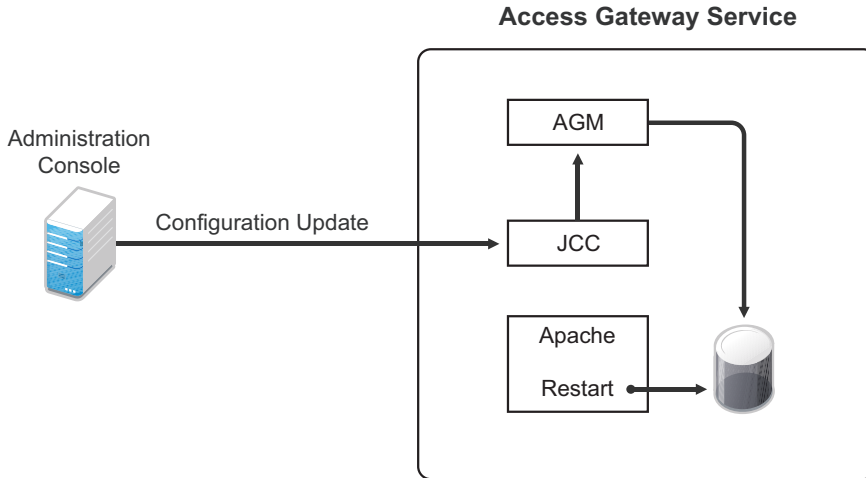 Access Gateway Service
AGM
Administration
Console
Configuration Update
JCC
Apache
Restart